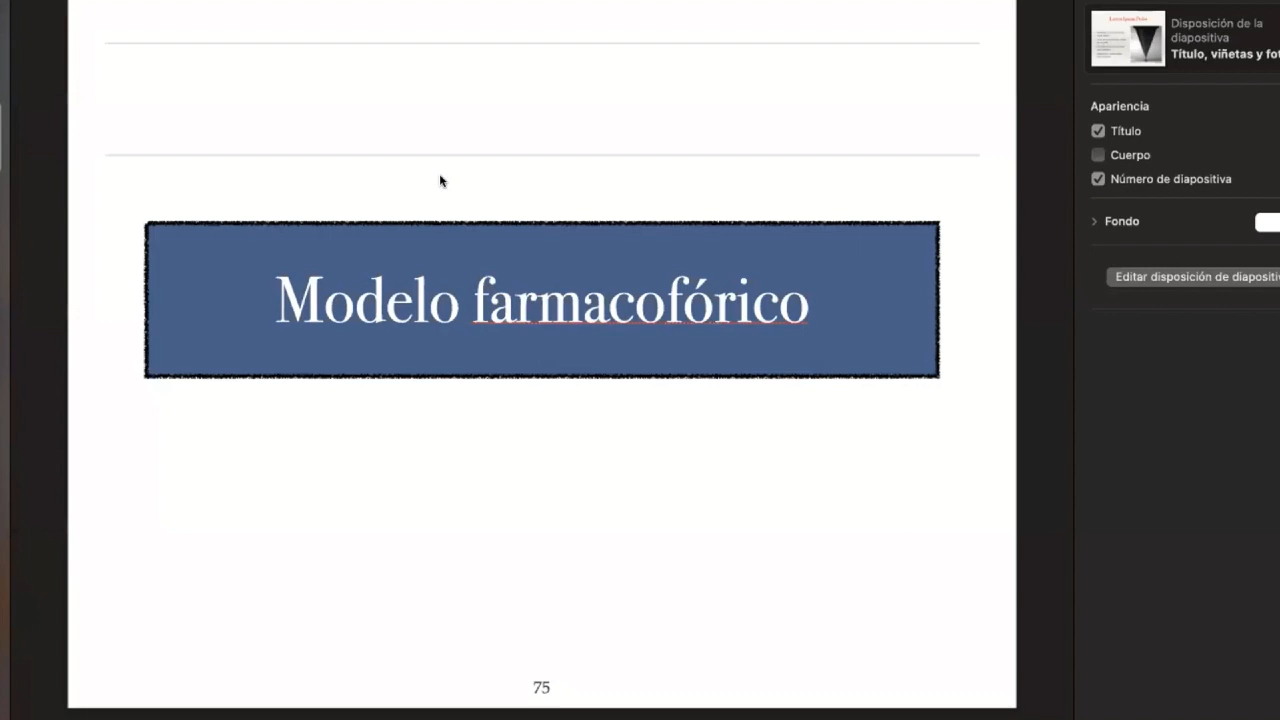 Disposición de la
diapositiva
Título, viñetas y fot
Apariencia
Título
Cuerpo
Número de diapositiva
Fondo
Editar disposición de diapositiv
Modelo farmacofórico
75